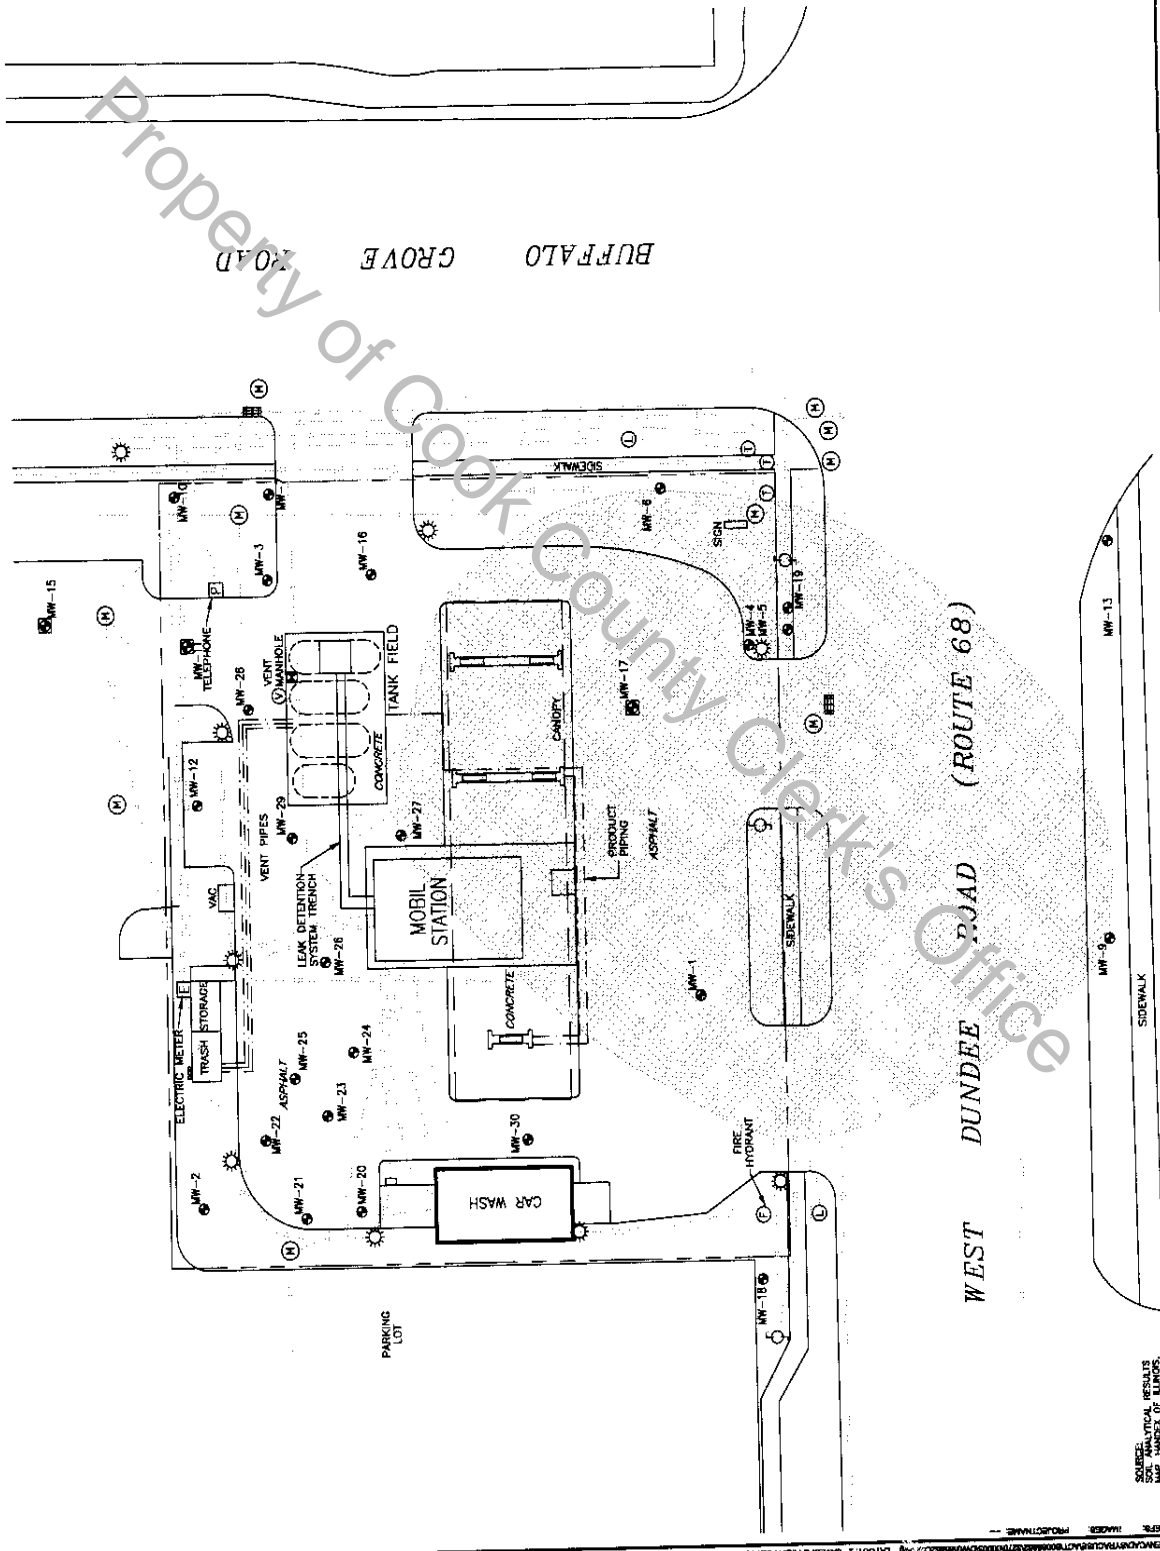 Property of Cook County Clerk's Office
BUFFALO GROVE ROAD
WEST DUNDEE ROAD (ROUTE 68)
MW-15
MW-10
MW-7
MW-3
MW-16
P
TELEPHONE
MW-26
VENT
MANHOLE
V
TANK FIELD
CONCRETE
MW-12
MW-29
VENT PIPES
MW-27
VAC
LEAK DETENTION
SYSTEM TRENCH
MW-28
MOBIL
STATION
CANOPY
PRODUCT
PIPING
ASPHALT
MW-17
SIDEWALK
MW-6
SIGN
MW-4
MW-5
MW-19
SIDEWALK
MW-1
CONCRETE
ELECTRIC METER
E
STORAGE
TRASH
MW-25
MW-24
ASPHALT
MW-23
MW-22
MW-30
MW-2
MW-21
MW-20
CAR WASH
FIRE
HYDRANT
F
L
L
T
T
T
M
M
M
M
M
M
M
M
M
M
PARKING
LOT
MW-18
MW-13
MW-9
SIDEWALK
SOURCE:
SOIL ANALYTICAL RESULTS
MAP, HANDEX OF ILLINOIS,
IMAGES:
PROJECTNAME: ---